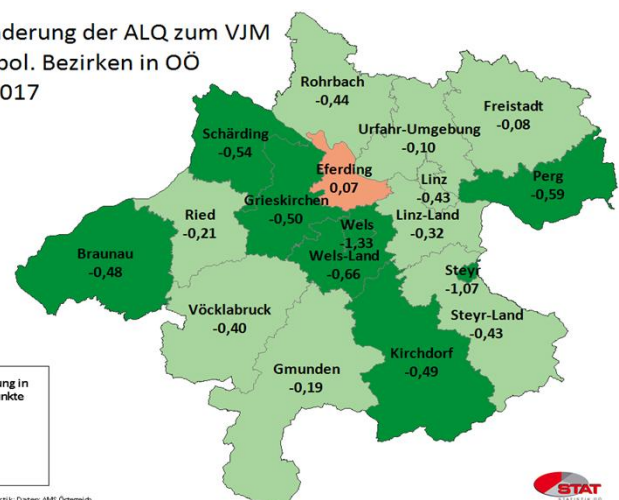 derung der ALQ zum VJM
pol. Bezirken in OÖ
017
Rohrbach
-0,44
Freistadt
-0,08
Urfahr-Umgebung
-0,10
Schärding
-0,54
Eferding
0,07
Linz
-0,43
Perg
-0,59
Grieskirchen
-0,50
Ried
-0,21
Linz-Land
-0,32
Wels
-1,33
Wels-Land
-0,66
Braunau
-0,48
Steyr
-1,07
Vöcklabruck
-0,40
Steyr-Land
-0,43
Kirchdorf
-0,49
Gmunden
-0,19
ung in
nkte
STAT